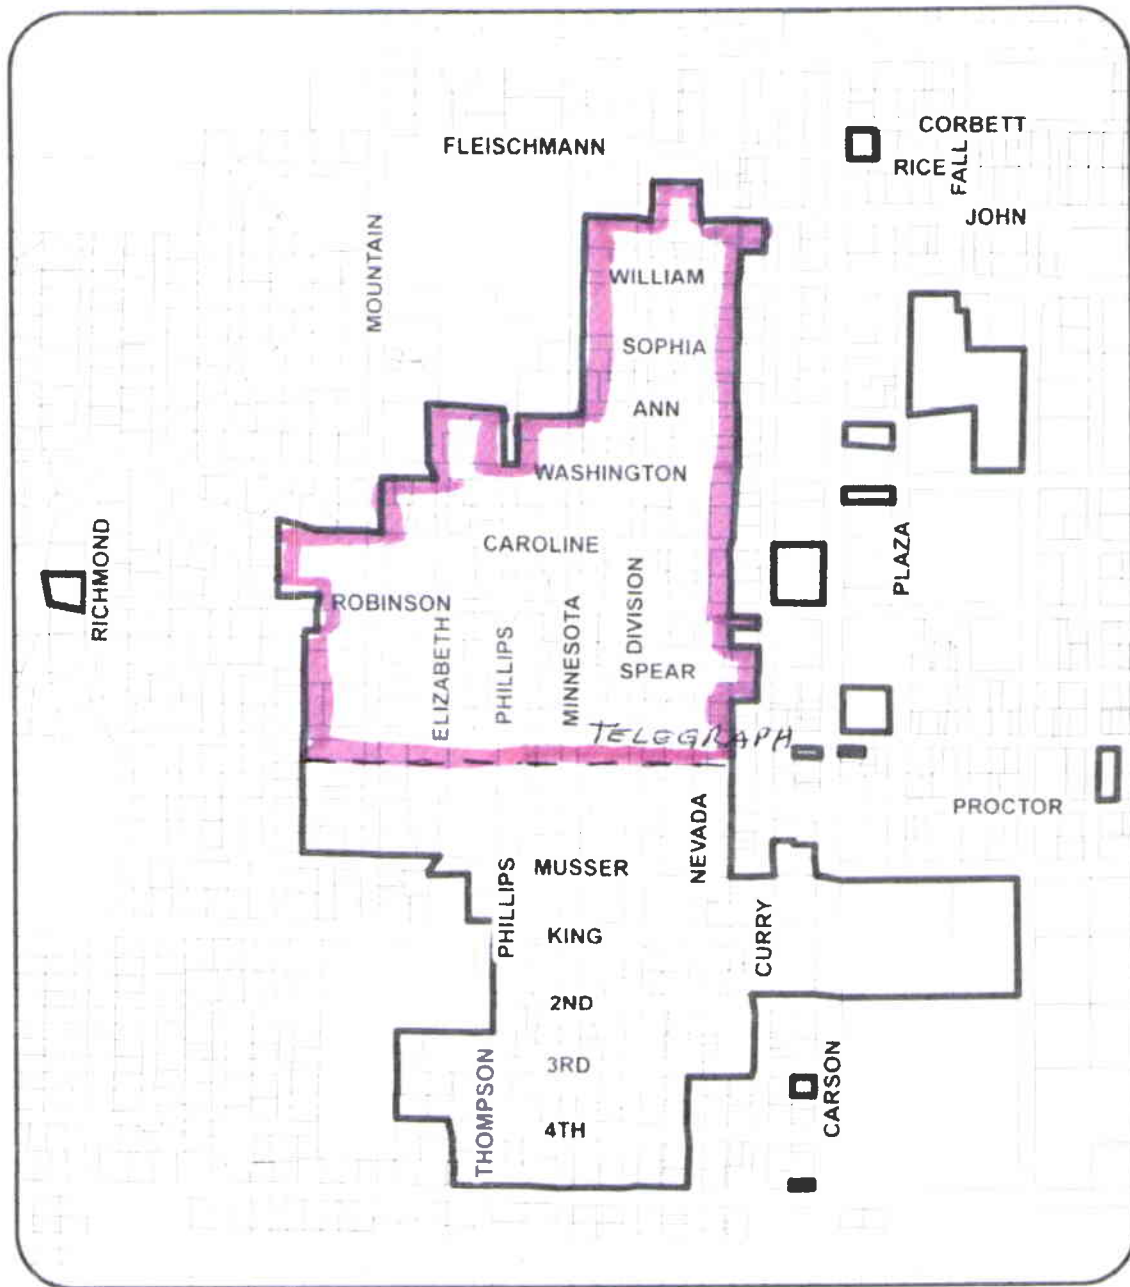 CORBETT
FLEISCHMANN
RICE
FALL
JOHN
MOUNTAIN
WILLIAM
SOPHIA
ANN
WASHINGTON
CAROLINE
RICHMOND
PLAZA
ROBINSON
DIVISION
ELIZABETH
PHILLIPS
MINNESOTA
SPEAR
TELEGRAPH
PROCTOR
NEVADA
MUSSER
PHILLIPS
KING
CURRY
2ND
3RD
THOMPSON
CARSON
4TH